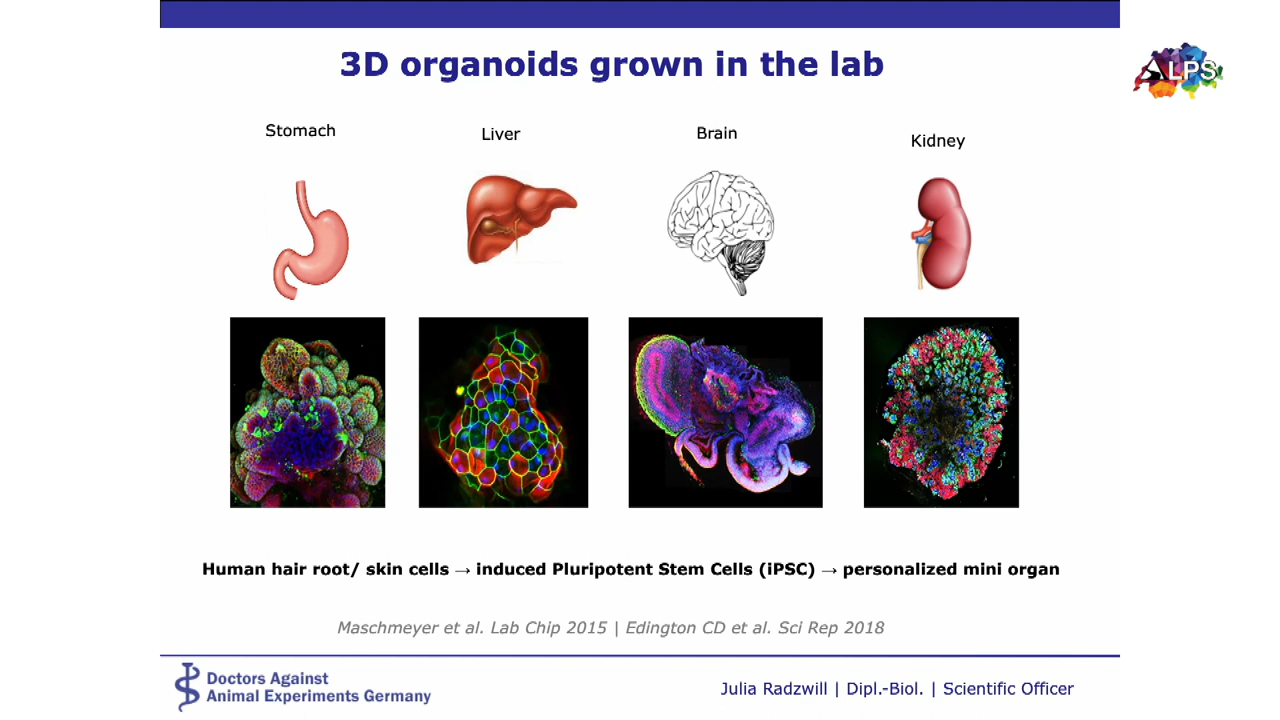 3D organoids grown in the lab
ALPS
Stomach
Liver
Brain
Kidney
Human hair root/ skin cells → induced Pluripotent Stem Cells (iPSC) → personalized mini organ
Maschmeyer et al. Lab Chip 2015 | Edington CD et al. Sci Rep 2018
Doctors Against
Animal Experiments Germany
Julia Radzwill | Dipl.-Biol. | Scientific Officer